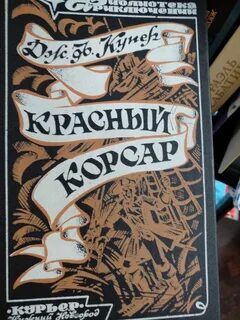 Библиотека
Приключений
Дж. Ф. Купер
КРАСНЫЙ
КОРСАР
·КУРЬЕР·
Нижний Новгород